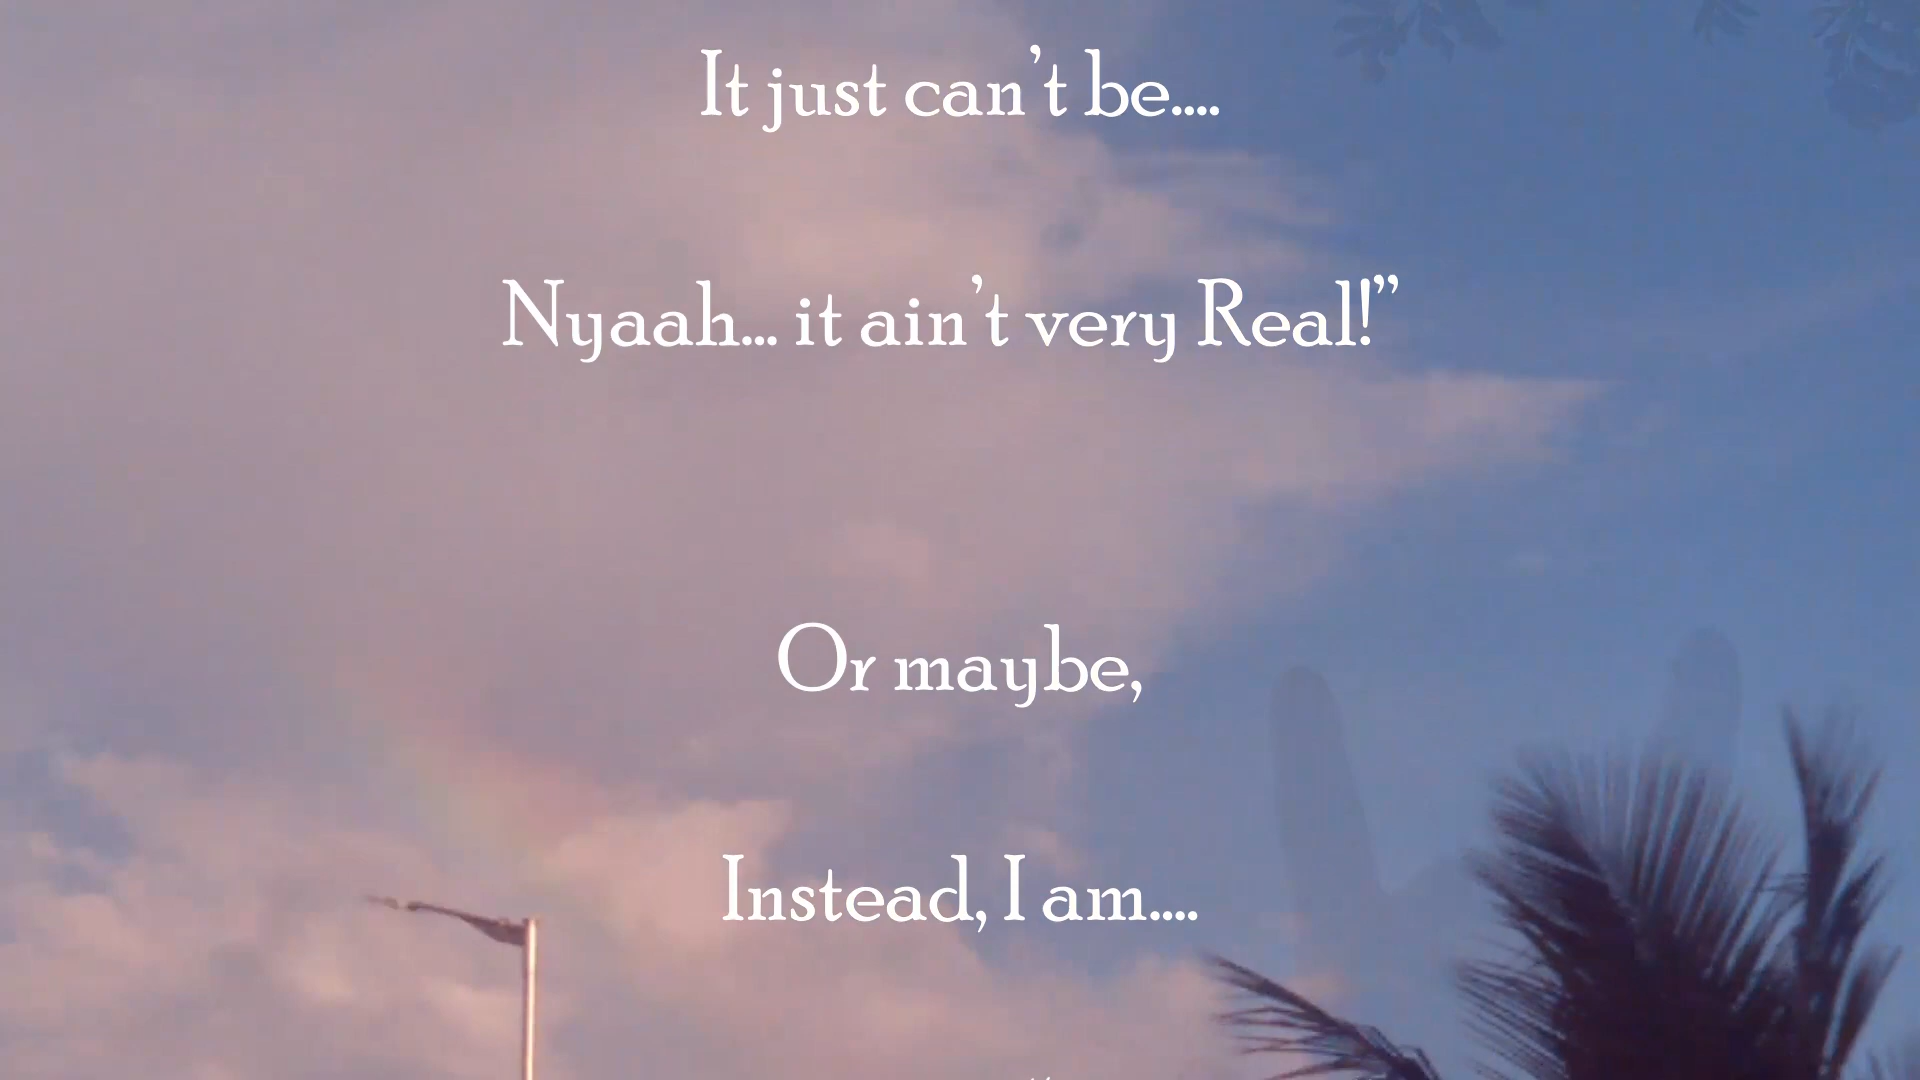 It just can’t be....
Nyaah... it ain’t very Real!”
Or maybe,
Instead, I am....